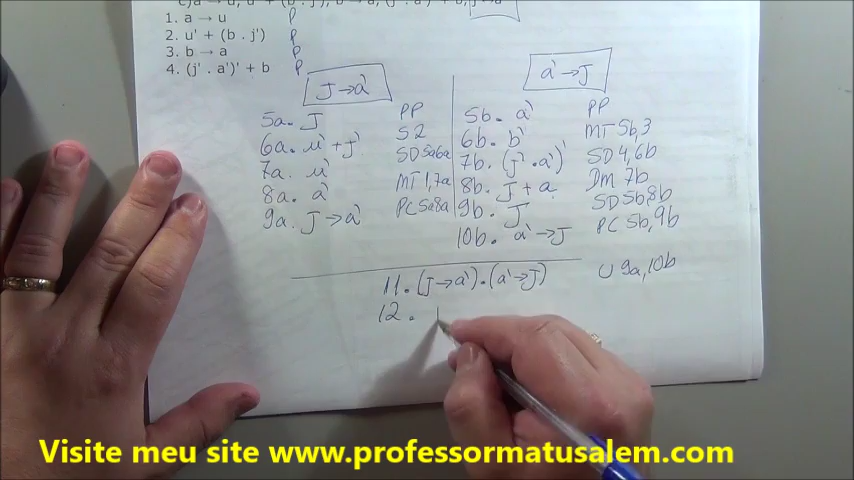 c) a → u, u' + (b . j'), b → a, (j' . a')' + b, j →
1. a → u P
2. u' + (b . j') P
3. b → a P
4. (j' . a')' + b P
J→a'
5a. J PP
6a. u' + J' S 2
7a. u' SD 5a6a
8a. a' MT 1,7a
9a. J→a' PC 5a8a
a'→J
5b. a' PP
6b. b' MT 5b,3
7b. (J'.a')' SD 4,6b
8b. J + a DM 7b
9b. J SD 5b,8b
10b. a'→J PC 5b,9b
11. (J→a').(a'→J) U 9a,10b
12.
Visite meu site www.professormatusalem.com